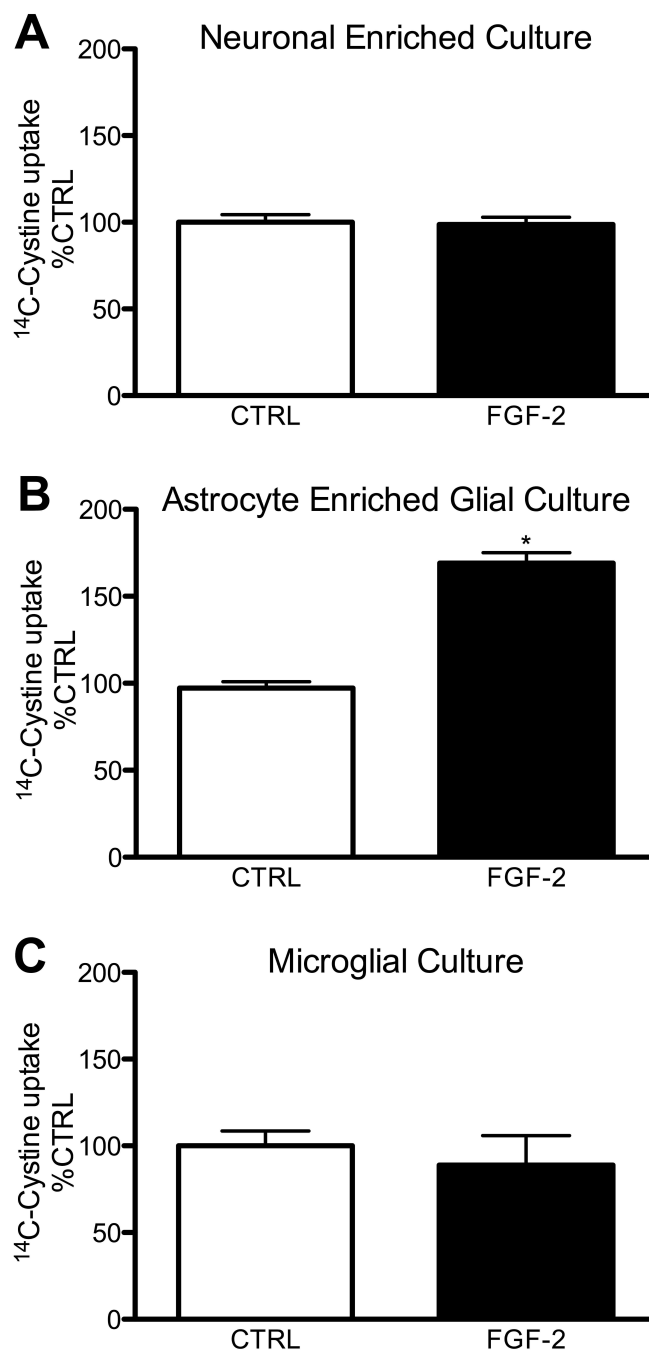 A
Neuronal Enriched Culture
200
150
100
50
0
¹⁴C-Cystine uptake
%CTRL
CTRL
FGF-2
B
Astrocyte Enriched Glial Culture
200
150
100
50
0
¹⁴C-Cystine uptake
%CTRL
*
CTRL
FGF-2
C
Microglial Culture
200
150
100
50
0
¹⁴C-Cystine uptake
%CTRL
CTRL
FGF-2